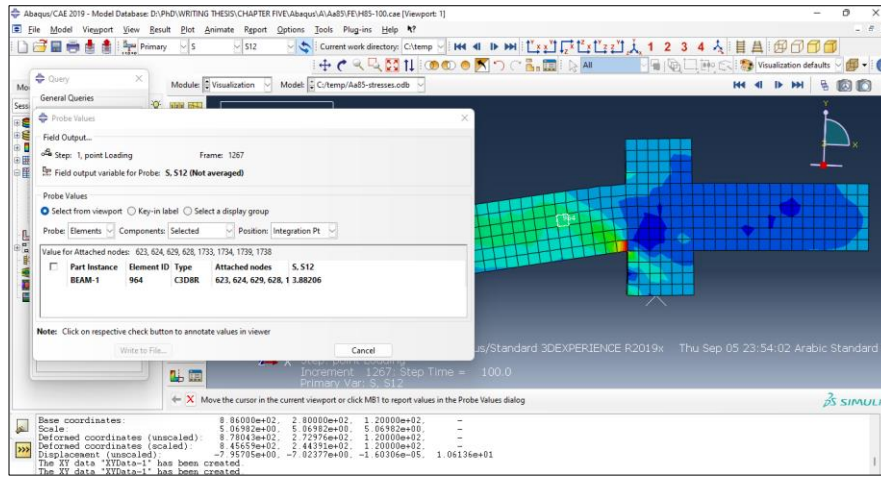 Abaqus/CAE 2019 - Model Database: D:\PhD\WRITING THESIS\CHAPTER FIVE\Abaqus\A\Aa85\FE\H85-100.cae [Viewport: 1]
File Model Viewport View Result Plot Animate Report Options Tools Plug-ins Help
Primary S S12 Current work directory: C:\temp 1 2 3 4
All Visualization defaults
Query
Module: Visualization Model: C:/temp/Aa85-stresses.odb
General Queries
Probe Values
Field Output...
Step: 1, point Loading Frame: 1267
Field output variable for Probe: S, S12 (Not averaged)
Probe Values
Select from viewport Key-in label Select a display group
Probe: Elements Components: Selected Position: Integration Pt
Value for Attached nodes: 623, 624, 629, 628, 1733, 1734, 1739, 1738
Part Instance Element ID Type Attached nodes S, S12
BEAM-1 964 C3D8R 623, 624, 629, 628, 1 3.88206
Note: Click on respective check button to annotate values in viewer
Write to File... Cancel
Y
X
us/Standard 3DEXPERIENCE R2019x Thu Sep 05 23:54:02 Arabic Standard
X Step: point Loading
Increment 1267: Step Time = 100.0
Primary Var: S, S12
Move the cursor in the current viewport or click MB1 to report values in the Probe Values dialog
SIMULI
Base coordinates: 8.86000e+02, 2.80000e+02, 1.20000e+02, -
Scale: 5.06982e+00, 5.06982e+00, 5.06982e+00, -
Deformed coordinates (unscaled): 8.78043e+02, 2.72976e+02, 1.20000e+02, -
Deformed coordinates (scaled): 8.45659e+02, 2.44391e+02, 1.20000e+02, -
Displacement (unscaled): -7.95705e+00, -7.02377e+00, -1.60306e-05, 1.06136e+01
The XY data "XYData-1" has been created.
The XY data "XYData-1" has been created.